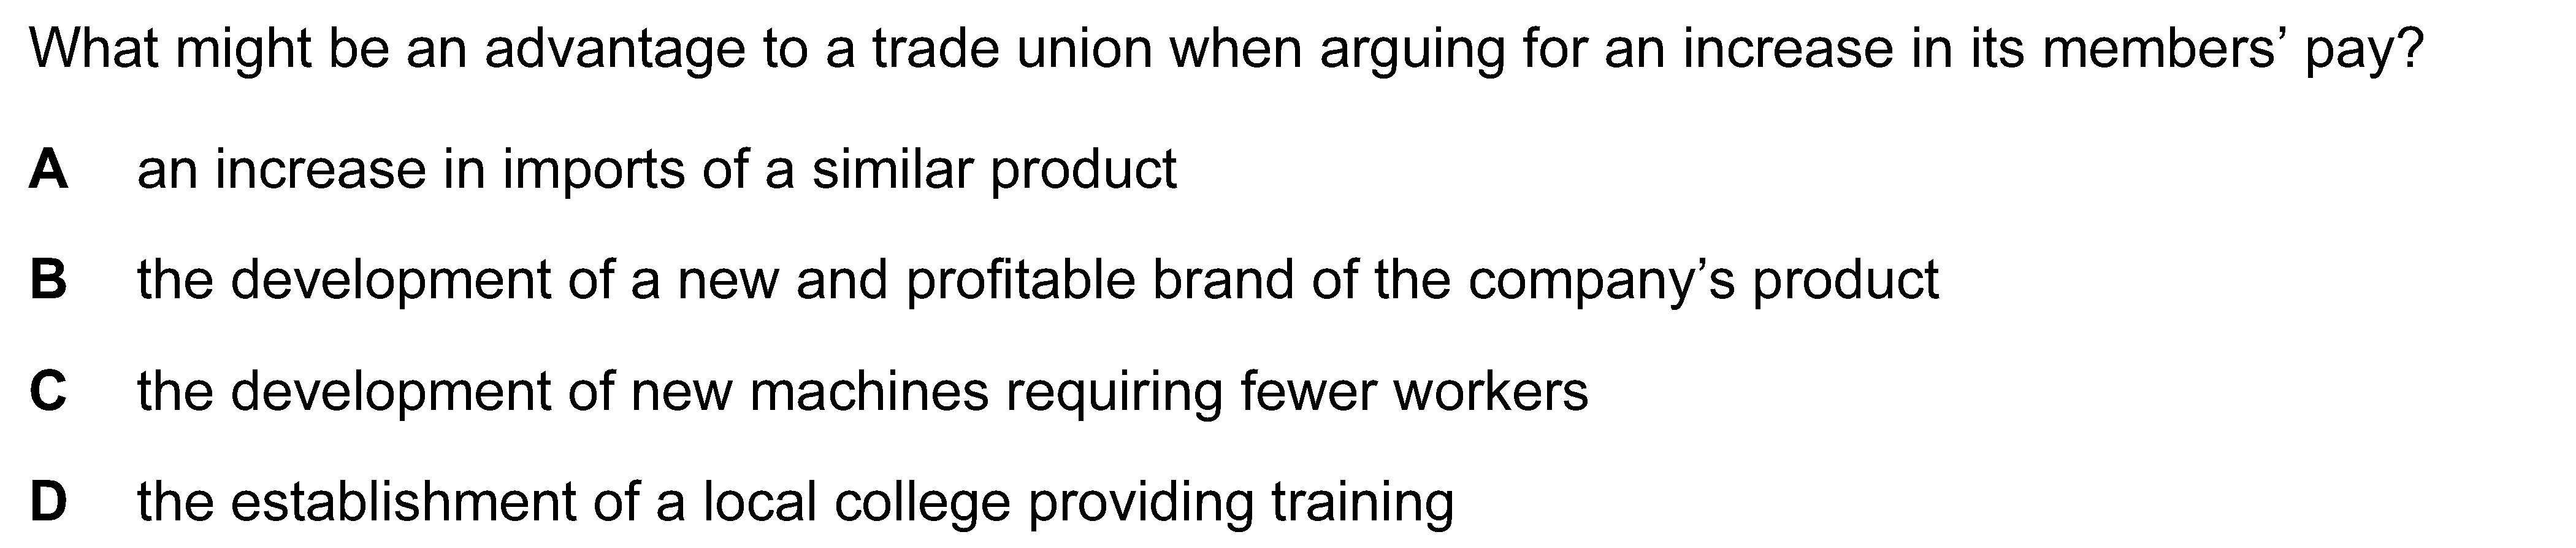 What might be an advantage to a trade union when arguing for an increase in its members’ pay?
A an increase in imports of a similar product
B the development of a new and profitable brand of the company’s product
C the development of new machines requiring fewer workers
D the establishment of a local college providing training